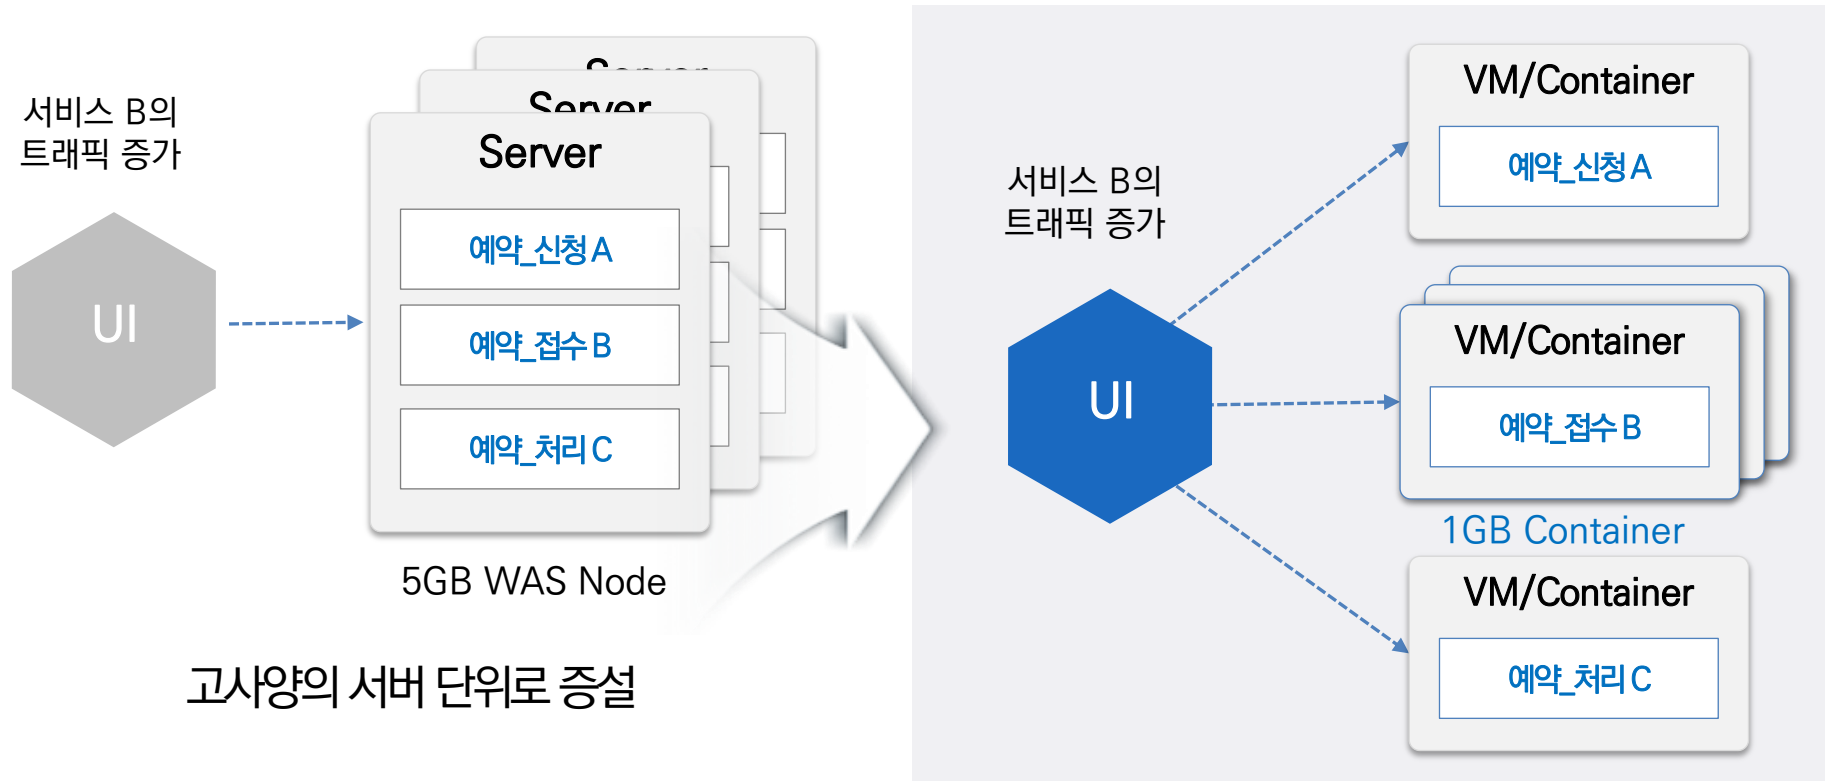 서비스 B의
트래픽 증가
UI
Server
Server
Server
예약_신청 A
예약_접수 B
예약_처리 C
5GB WAS Node
고사양의 서버 단위로 증설
서비스 B의
트래픽 증가
UI
VM/Container
예약_신청 A
VM/Container
예약_접수 B
1GB Container
VM/Container
예약_처리 C